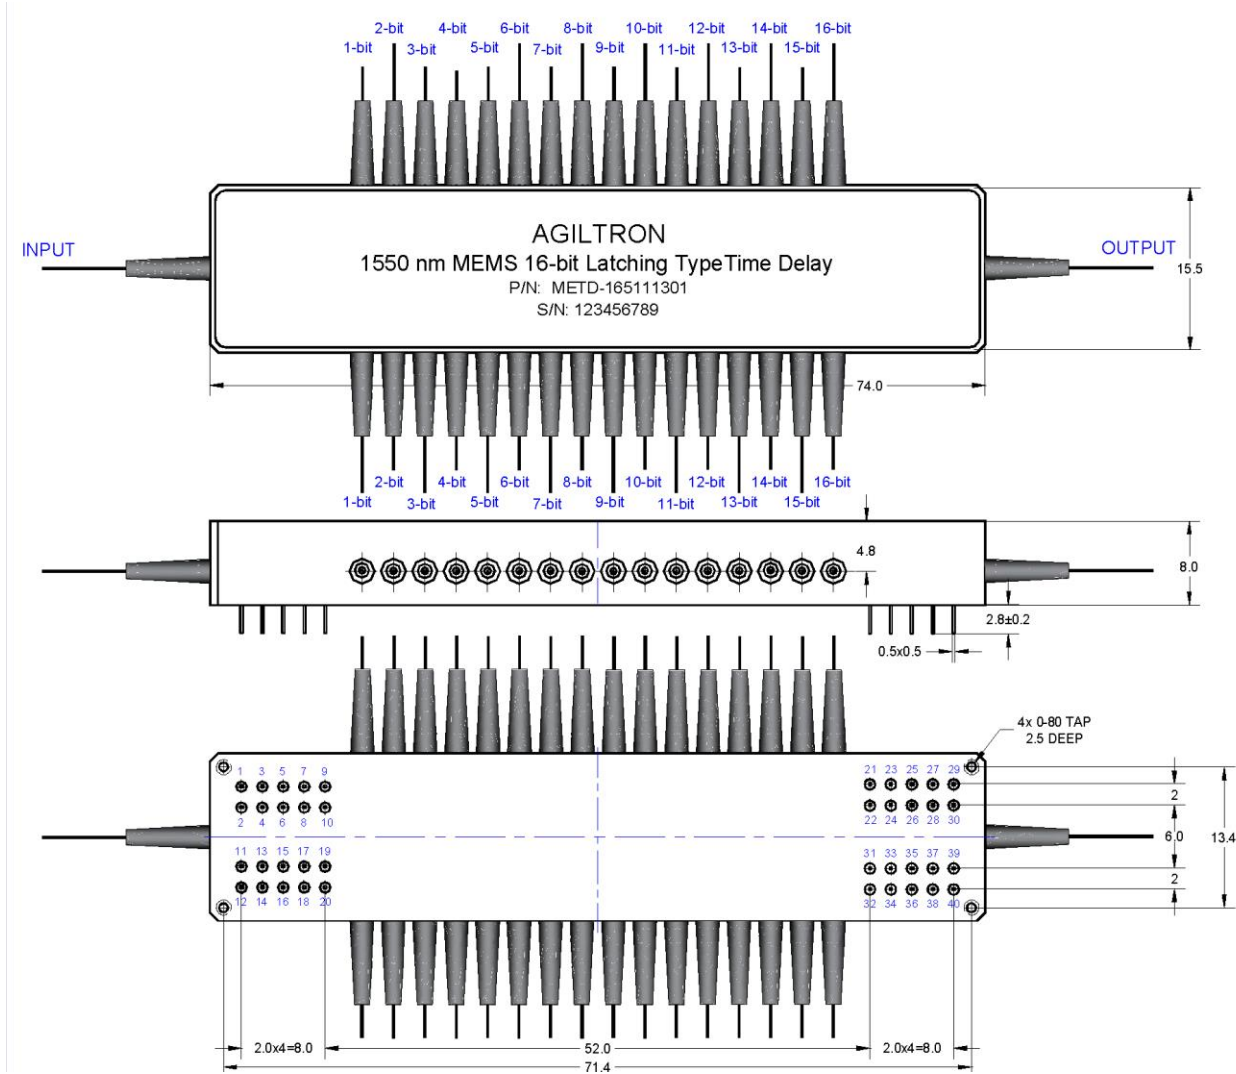 2-bit 4-bit 6-bit 8-bit 10-bit 12-bit 14-bit 16-bit
1-bit 3-bit 5-bit 7-bit 9-bit 11-bit 13-bit 15-bit
INPUT
OUTPUT
AGILTRON
1550 nm MEMS 16-bit Latching TypeTime Delay
P/N: METD-165111301
S/N: 123456789
15.5
74.0
2-bit 4-bit 6-bit 8-bit 10-bit 12-bit 14-bit 16-bit
1-bit 3-bit 5-bit 7-bit 9-bit 11-bit 13-bit 15-bit
4.8
8.0
2.8±0.2
0.5x0.5
4x 0-80 TAP
2.5 DEEP
1 3 5 7 9
21 23 25 27 29
2
2 4 6 8 10
22 24 26 28 30
6.0
13.4
11 13 15 17 19
31 33 35 37 39
2
12 14 16 18 20
32 34 36 38 40
2.0x4=8.0
52.0
2.0x4=8.0
71.4